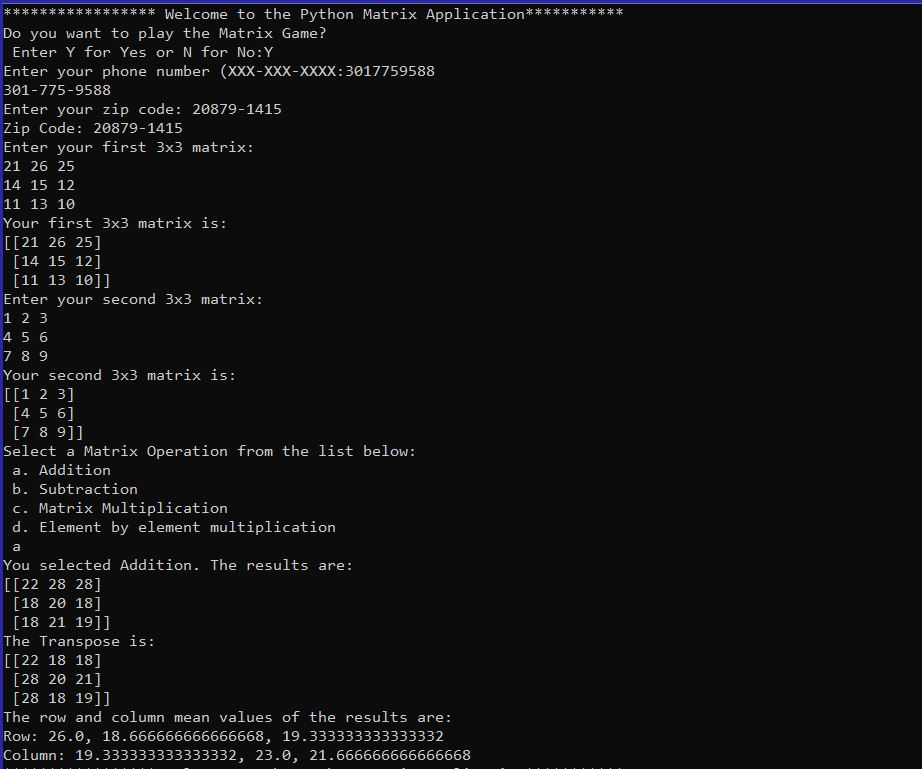 ***************** Welcome to the Python Matrix Application***********
Do you want to play the Matrix Game?
 Enter Y for Yes or N for No:Y
Enter your phone number (XXX-XXX-XXXX:3017759588
301-775-9588
Enter your zip code: 20879-1415
Zip Code: 20879-1415
Enter your first 3x3 matrix:
21 26 25
14 15 12
11 13 10
Your first 3x3 matrix is:
[[21 26 25]
 [14 15 12]
 [11 13 10]]
Enter your second 3x3 matrix:
1 2 3
4 5 6
7 8 9
Your second 3x3 matrix is:
[[1 2 3]
 [4 5 6]
 [7 8 9]]
Select a Matrix Operation from the list below:
 a. Addition
 b. Subtraction
 c. Matrix Multiplication
 d. Element by element multiplication
 a
You selected Addition. The results are:
[[22 28 28]
 [18 20 18]
 [18 21 19]]
The Transpose is:
[[22 18 18]
 [28 20 21]
 [28 18 19]]
The row and column mean values of the results are:
Row: 26.0, 18.666666666666668, 19.333333333333332
Column: 19.333333333333332, 23.0, 21.666666666666668